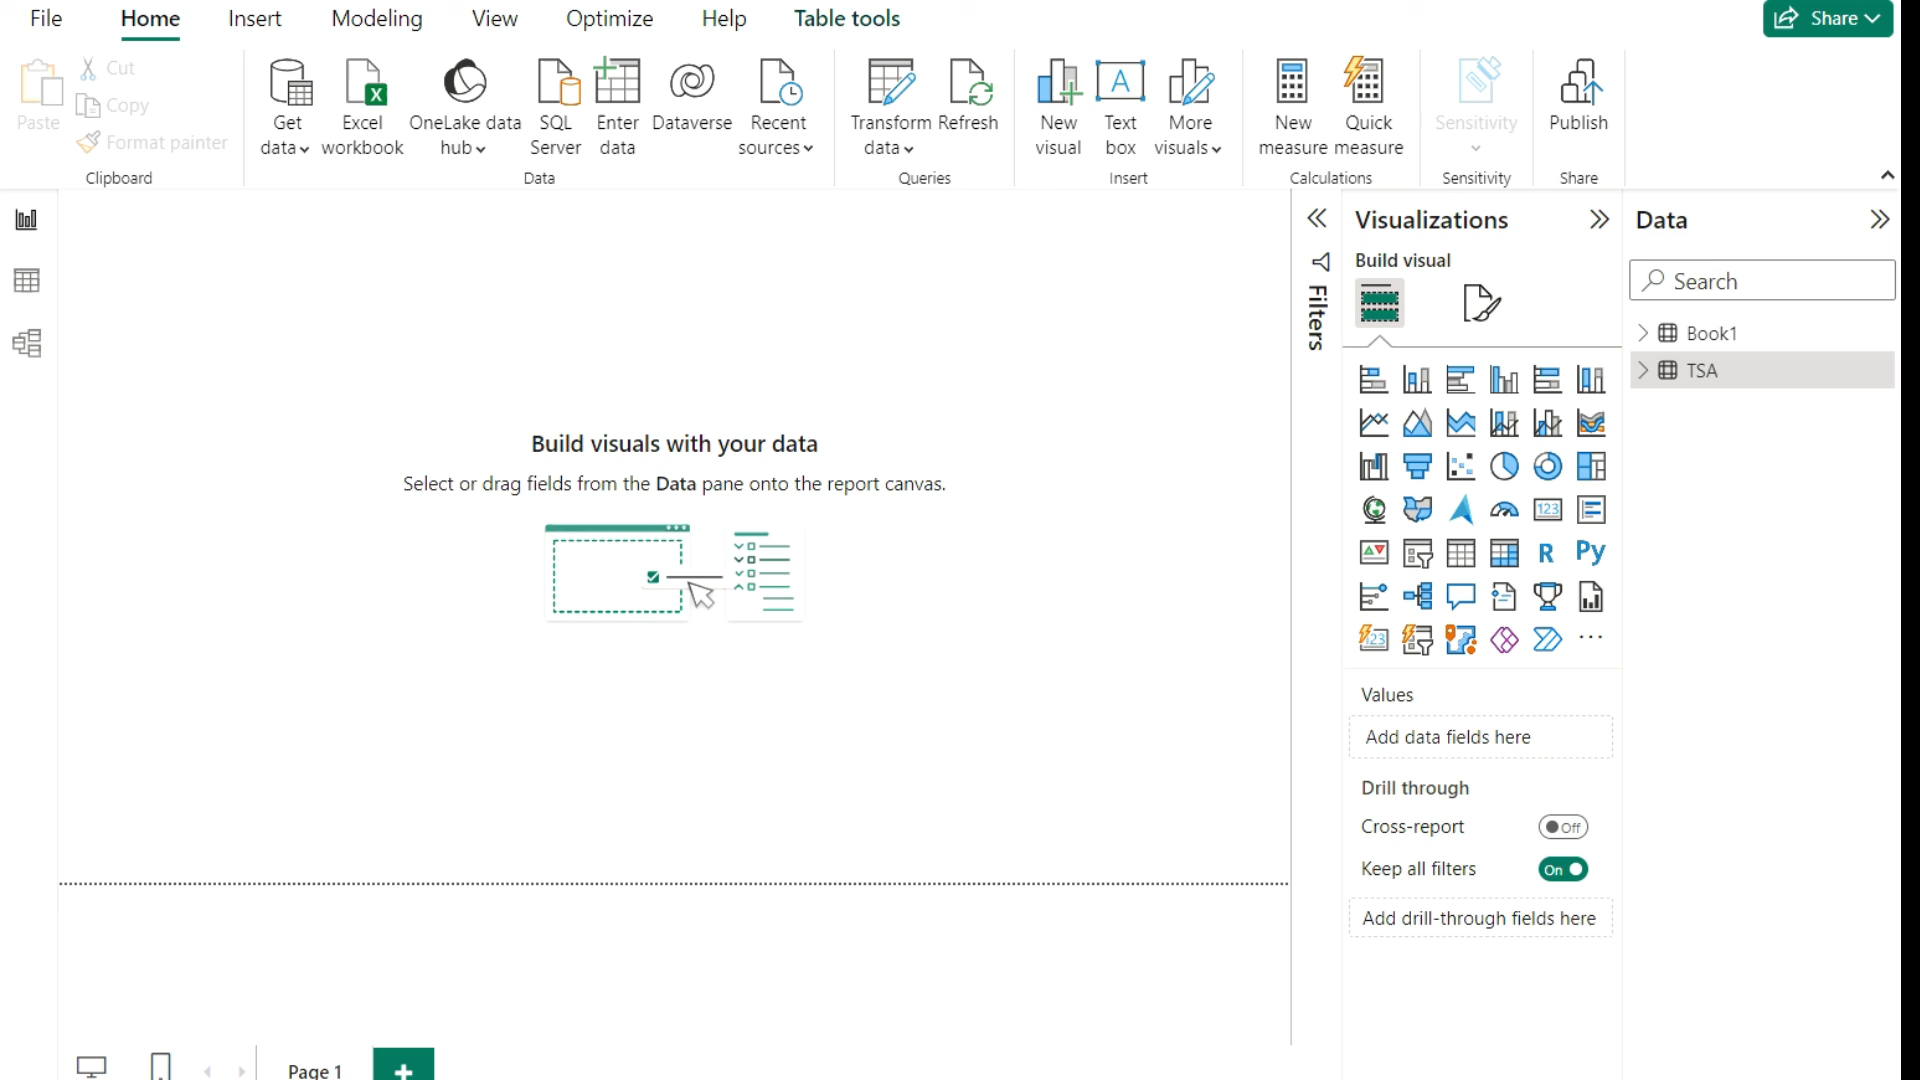 File Home Insert Modeling View Optimize Help Table tools Share
Paste
Cut
Copy
Format painter
Clipboard
Get data
Excel workbook
OneLake data hub
SQL Server
Enter data
Dataverse
Recent sources
Data
Transform data
Refresh
Queries
New visual
A
Text box
More visuals
Insert
New measure
Quick measure
Calculations
Sensitivity
Sensitivity
Publish
Share
Build visuals with your data
Select or drag fields from the Data pane onto the report canvas.
Filters
Visualizations
Build visual
123
R
Py
123
Values
Add data fields here
Drill through
Cross-report Off
Keep all filters On
Add drill-through fields here
Data
Search
Book1
TSA
Page 1